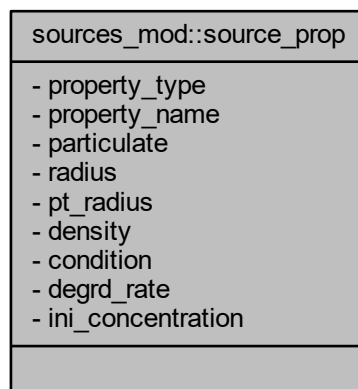 sources_mod::source_prop
- property_type
- property_name
- particulate
- radius
- pt_radius
- density
- condition
- degrd_rate
- ini_concentration